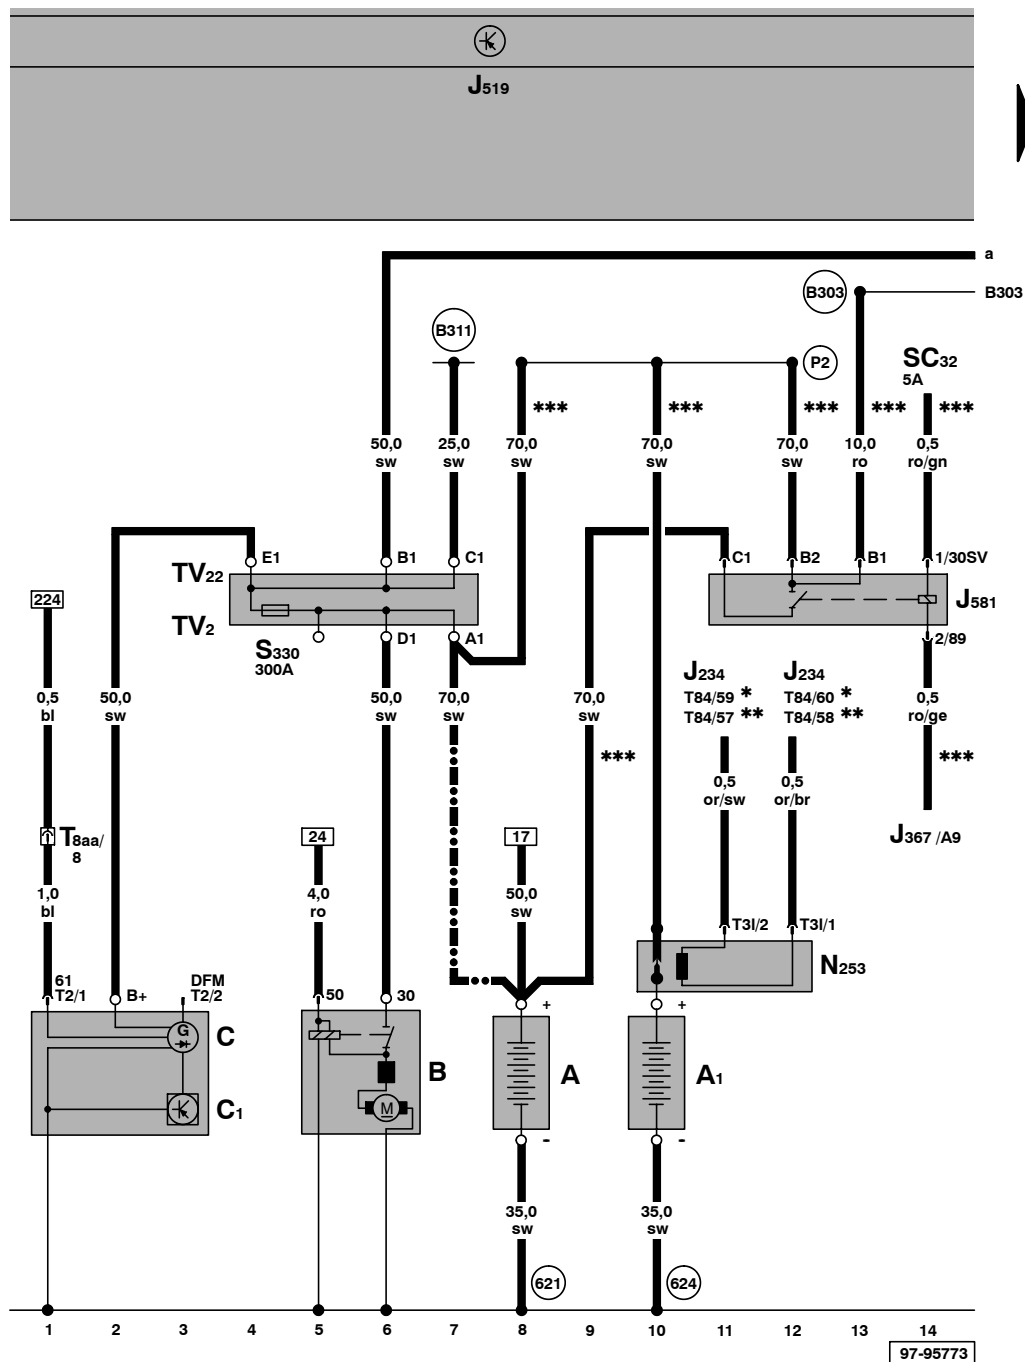 J519
a
B303
B303
B311
P2
SC32
5A
***
***
***
***
***
50,0
sw
25,0
sw
70,0
sw
70,0
sw
70,0
sw
10,0
ro
0,5
ro/gn
E1
B1
C1
C1
B2
B1
1/30SV
TV22
TV2
J581
224
S330
300A
D1
A1
2/89
J234
T84/59 *
T84/57 **
J234
T84/60 *
T84/58 **
0,5
bl
50,0
sw
50,0
sw
70,0
sw
70,0
sw
0,5
ro/ge
***
***
0,5
or/sw
0,5
or/br
T8aa/
8
24
17
J367 /A9
1,0
bl
4,0
ro
50,0
sw
T3I/2
T3I/1
N253
61
T2/1
B+
DFM
T2/2
50
30
+
+
G
C
B
A
A1
M
C1
-
-
35,0
sw
35,0
sw
621
624
1 2 3 4 5 6 7 8 9 10 11 12 13 14
97-95773